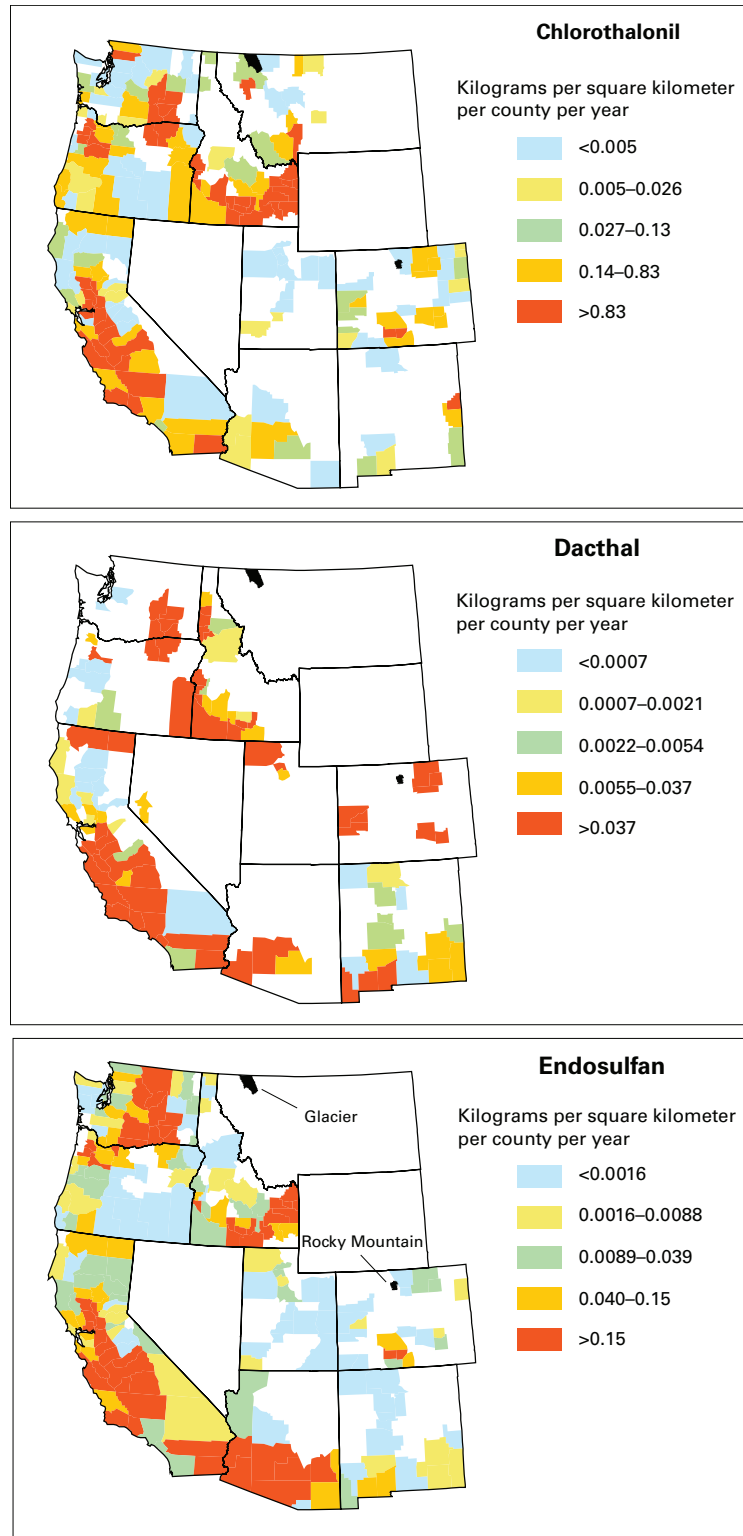 Chlorothalonil
Kilograms per square kilometer
per county per year
<0.005
0.005–0.026
0.027–0.13
0.14–0.83
>0.83
Dacthal
Kilograms per square kilometer
per county per year
<0.0007
0.0007–0.0021
0.0022–0.0054
0.0055–0.037
>0.037
Endosulfan
Kilograms per square kilometer
per county per year
<0.0016
0.0016–0.0088
0.0089–0.039
0.040–0.15
>0.15
Glacier
Rocky Mountain